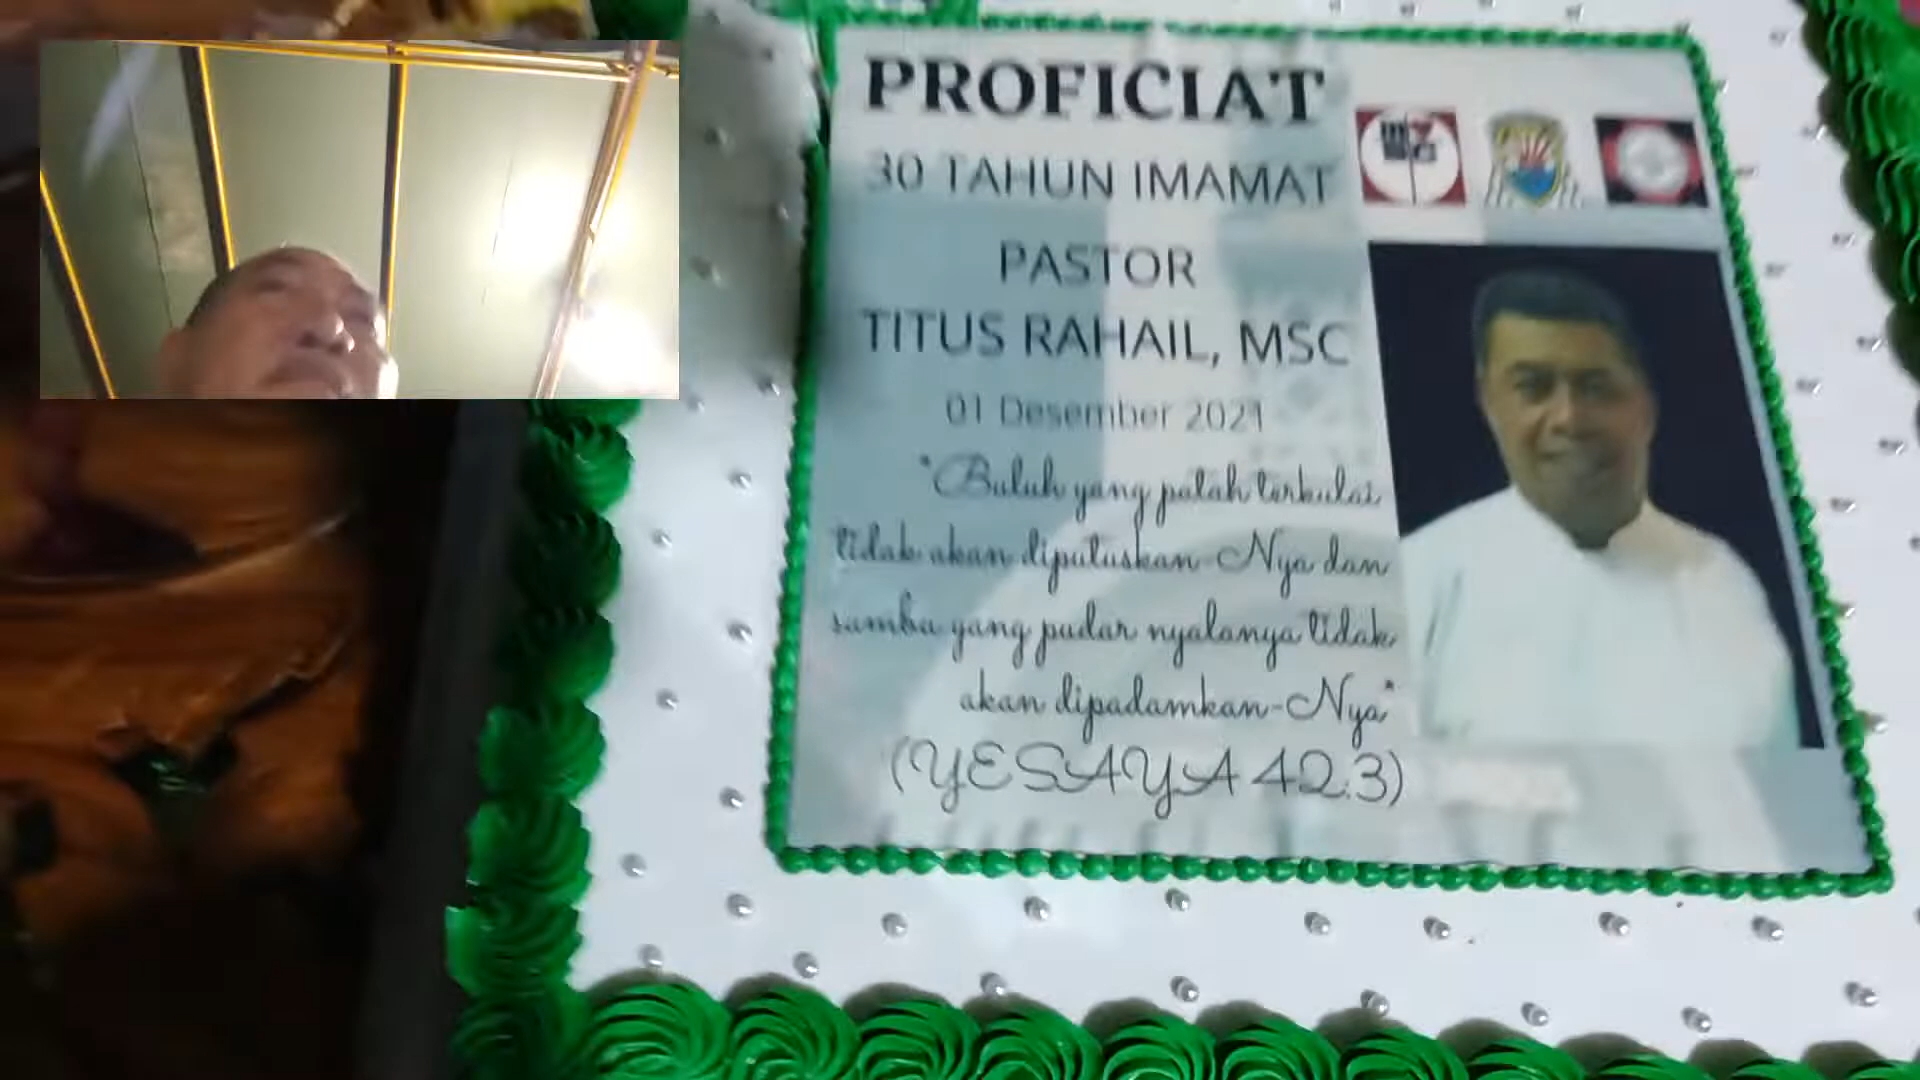 PROFICIAT
30 TAHUN IMAMAT
PASTOR
TITUS RAHAIL, MSC
01 Desember 2021
"Buluh yang patah terkulai
tidak akan diputuskan-Nya dan
sumbu yang pudar nyalanya tidak
akan dipadamkan-Nya"
(YESAYA 42:3)